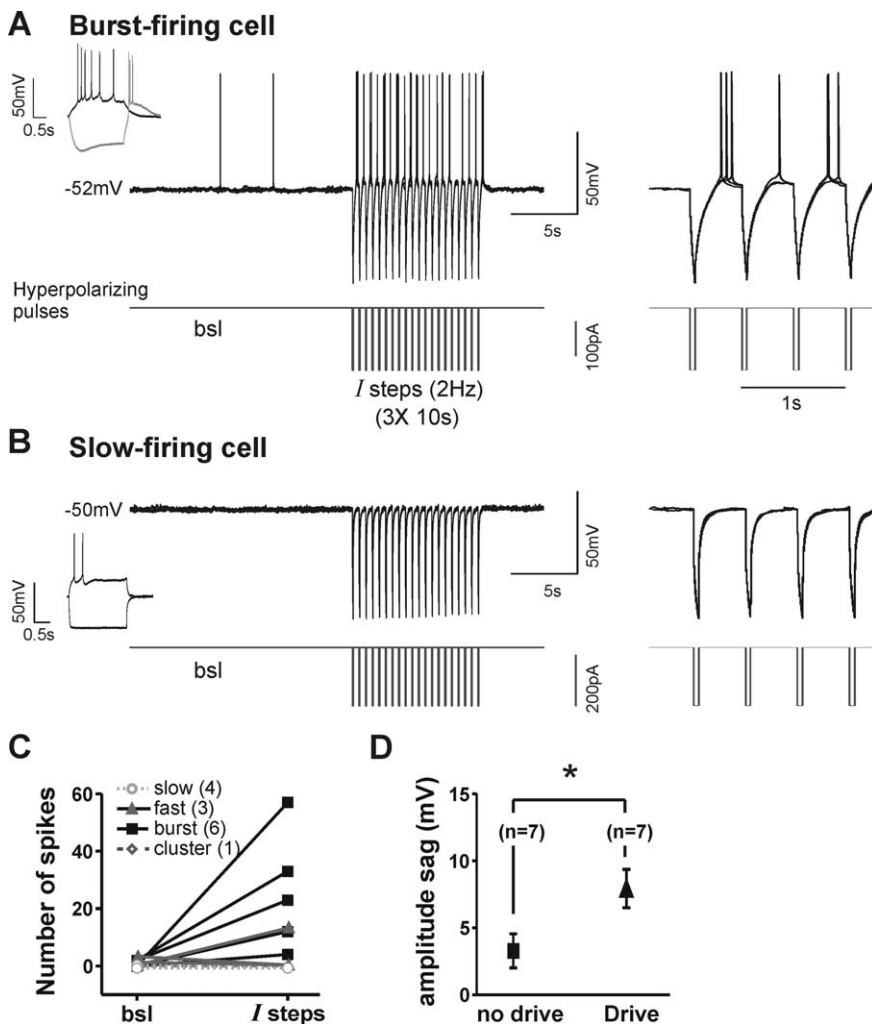 A Burst-firing cell
50mV
0.5s
-52mV
50mV
5s
Hyperpolarizing
pulses
bsl
100pA
I steps (2Hz)
(3X 10s)
1s
B Slow-firing cell
-50mV
50mV
0.5s
50mV
5s
bsl
200pA
C
Number of spikes
60
40
20
0
slow (4)
fast (3)
burst (6)
cluster (1)
bsl I steps
D
amplitude sag (mV)
15
10
5
0
*
(n=7) (n=7)
no drive Drive